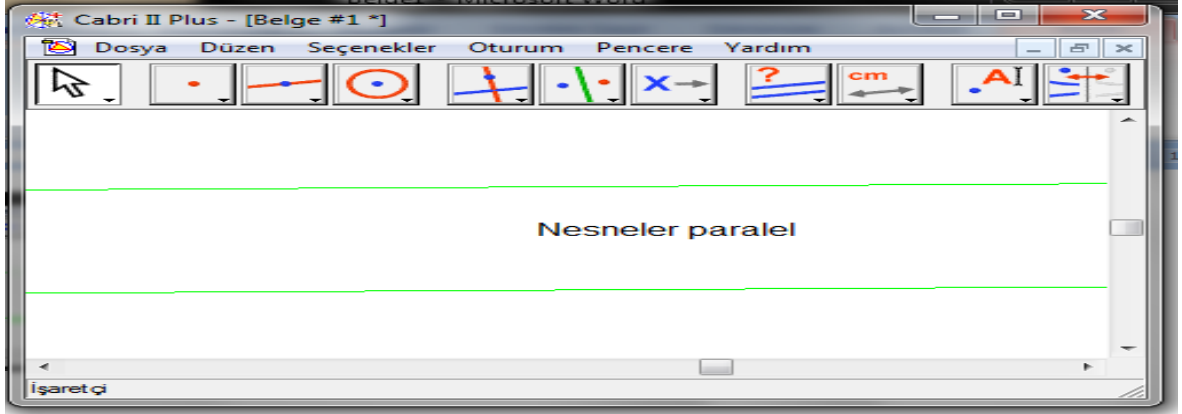 Cabri II Plus - [Belge #1 *]
Dosya Düzen Seçenekler Oturum Pencere Yardım
? cm A
Nesneler paralel
İşaretçi